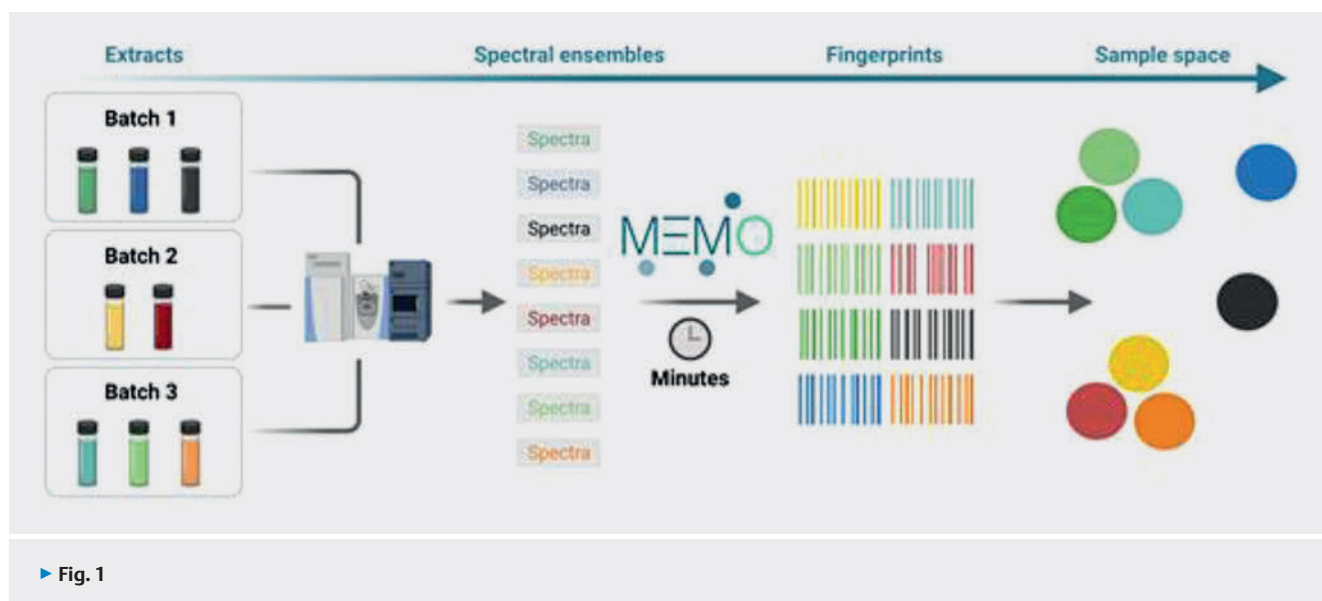 Extracts
Spectral ensembles
Fingerprints
Sample space
Batch 1
Batch 2
Batch 3
Spectra
Spectra
Spectra
Spectra
Spectra
Spectra
Spectra
Spectra
MEMO
Minutes
► Fig. 1